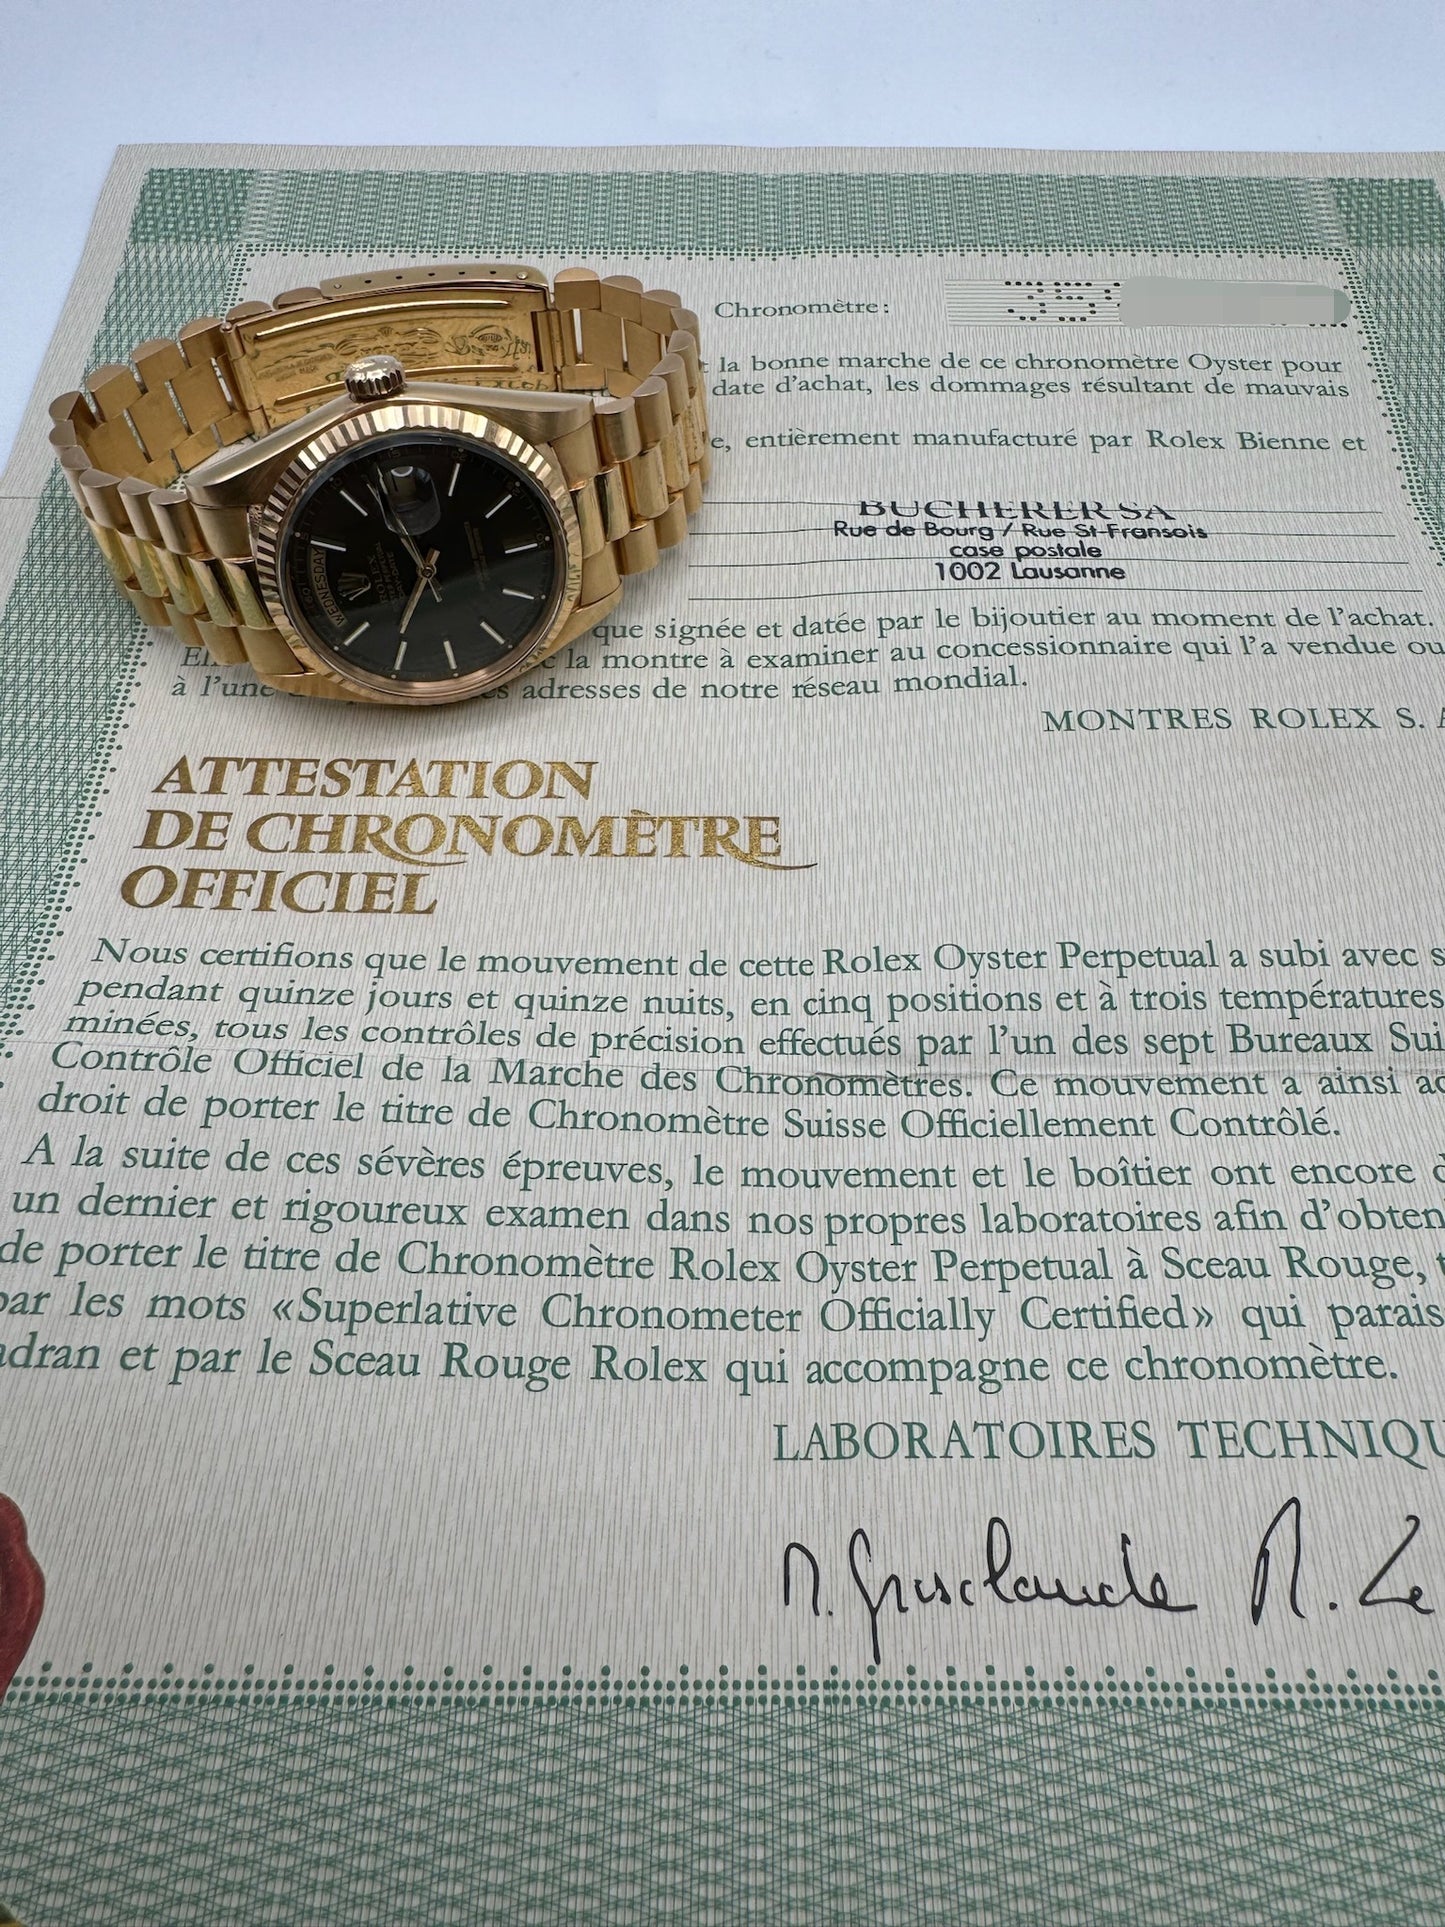 Chronomètre: 35
la bonne marche de ce chronomètre Oyster pour
date d'achat, les dommages résultant de mauvais
e, entièrement manufacturé par Rolex Bienne et
BUCHERER SA
Rue de Bourg / Rue St-Fransois
case postale
1002 Lausanne
que signée et datée par le bijoutier au moment de l'achat.
la montre à examiner au concessionnaire qui l'a vendue ou
à l'une adresses de notre réseau mondial.
MONTRES ROLEX S. A
WEDNESDAY
ROLEX
ATTESTATION
DE CHRONOMÈTRE
OFFICIEL
Nous certifions que le mouvement de cette Rolex Oyster Perpetual a subi avec s
pendant quinze jours et quinze nuits, en cinq positions et à trois températures
minées, tous les contrôles de précision effectués par l'un des sept Bureaux Sui
Contrôle Officiel de la Marche des Chronomètres. Ce mouvement a ainsi ac
droit de porter le titre de Chronomètre Suisse Officiellement Contrôlé.
A la suite de ces sévères épreuves, le mouvement et le boîtier ont encore
un dernier et rigoureux examen dans nos propres laboratoires afin d'obten
de porter le titre de Chronomètre Rolex Oyster Perpetual à Sceau Rouge, t
par les mots «Superlative Chronometer Officially Certified» qui parais
adran et par le Sceau Rouge Rolex qui accompagne ce chronomètre.
LABORATOIRES TECHNIQU